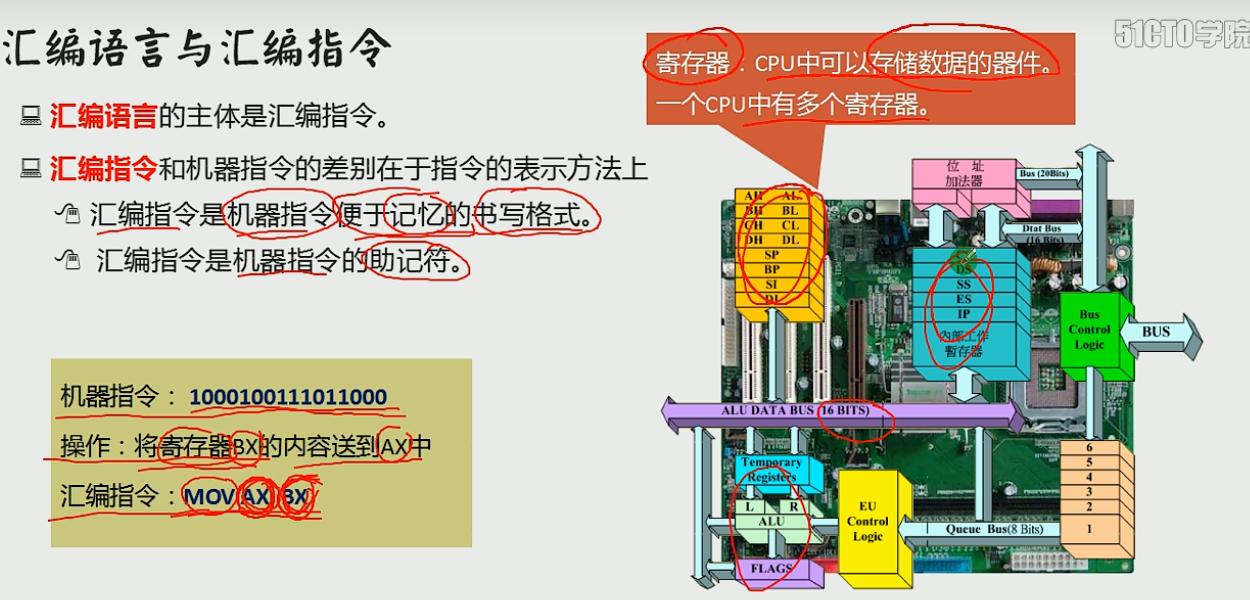 51CTO学院
汇编语言与汇编指令
汇编语言的主体是汇编指令。
汇编指令和机器指令的差别在于指令的表示方法上
汇编指令是机器指令便于记忆的书写格式。
汇编指令是机器指令的助记符。
机器指令：1000100111011000
操作：将寄存器BX的内容送到AX中
汇编指令：MOV AX,BX
寄存器：CPU中可以存储数据的器件。
一个CPU中有多个寄存器。
AH AL
BH BL
CH CL
DH DL
SP
BP
SI
DI
位址
加法器
Bus (20Bits)
Dtat Bus
(16 Bits)
DS
SS
ES
IP
内部工作
暫存器
Bus
Control
Logic
BUS
ALU DATA BUS (16 BITS)
Temporary
Registers
L R
ALU
FLAGS
EU
Control
Logic
Queue Bus(8 Bits)
6
5
4
3
2
1